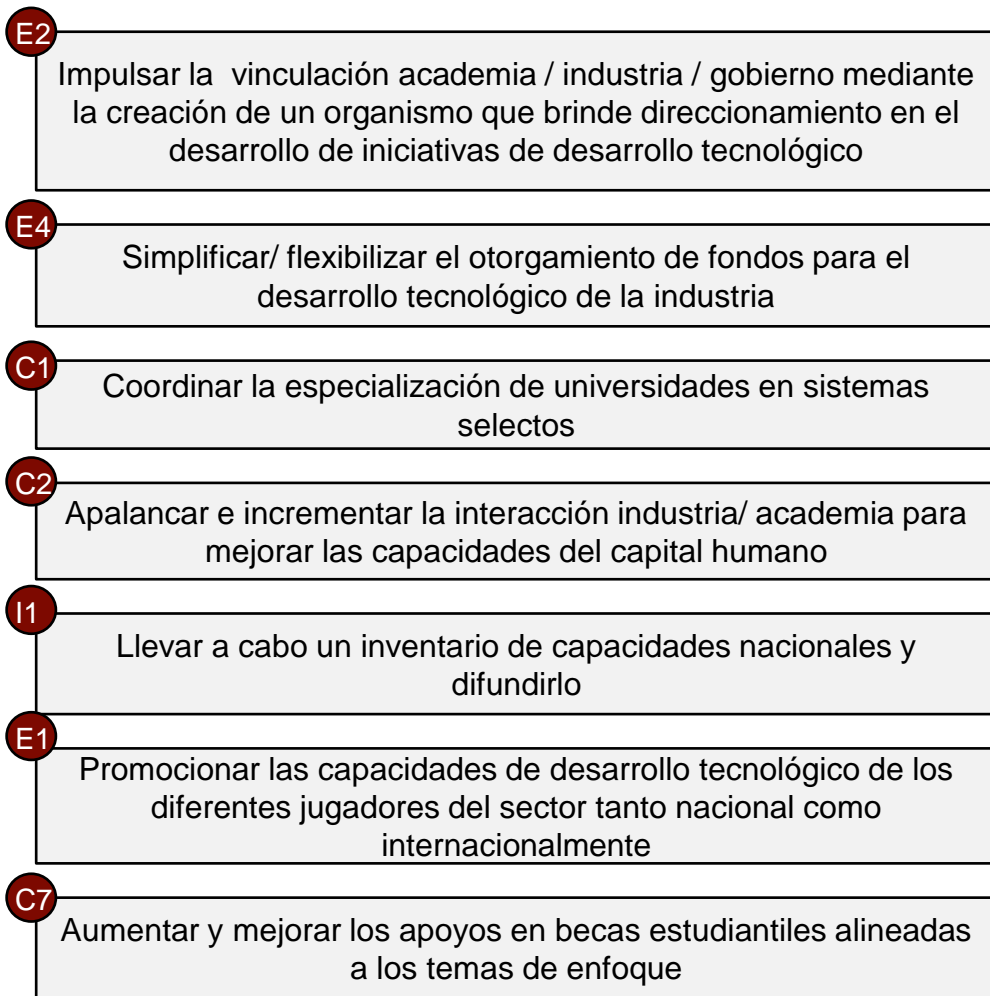 E2
Impulsar la vinculación academia / industria / gobierno mediante
la creación de un organismo que brinde direccionamiento en el
desarrollo de iniciativas de desarrollo tecnológico
E4
Simplificar/ flexibilizar el otorgamiento de fondos para el
desarrollo tecnológico de la industria
C1
Coordinar la especialización de universidades en sistemas
selectos
C2
Apalancar e incrementar la interacción industria/ academia para
mejorar las capacidades del capital humano
I1
Llevar a cabo un inventario de capacidades nacionales y
difundirlo
E1
Promocionar las capacidades de desarrollo tecnológico de los
diferentes jugadores del sector tanto nacional como
internacionalmente
C7
Aumentar y mejorar los apoyos en becas estudiantiles alineadas
a los temas de enfoque